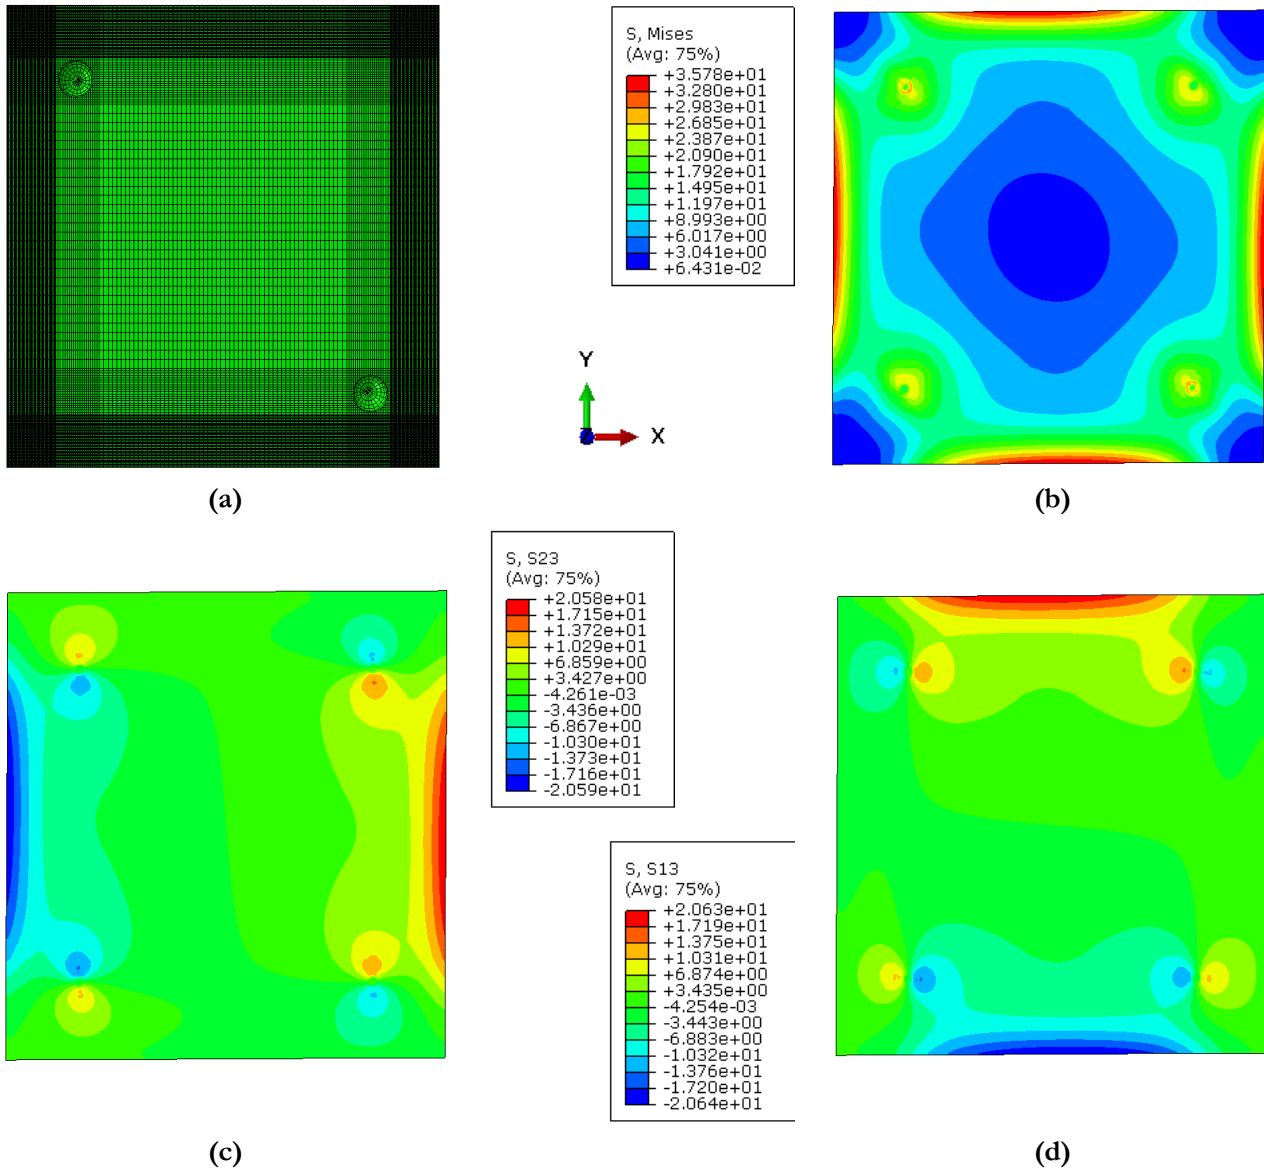 S, Mises
(Avg: 75%)
+3.578e+01
+3.280e+01
+2.983e+01
+2.685e+01
+2.387e+01
+2.090e+01
+1.792e+01
+1.495e+01
+1.197e+01
+8.993e+00
+6.017e+00
+3.041e+00
+6.431e-02
Y
X
(a)
(b)
S, S23
(Avg: 75%)
+2.058e+01
+1.715e+01
+1.372e+01
+1.029e+01
+6.859e+00
+3.427e+00
-4.261e-03
-3.436e+00
-6.867e+00
-1.030e+01
-1.373e+01
-1.716e+01
-2.059e+01
S, S13
(Avg: 75%)
+2.063e+01
+1.719e+01
+1.375e+01
+1.031e+01
+6.874e+00
+3.435e+00
-4.254e-03
-3.443e+00
-6.883e+00
-1.032e+01
-1.376e+01
-1.720e+01
-2.064e+01
(c)
(d)